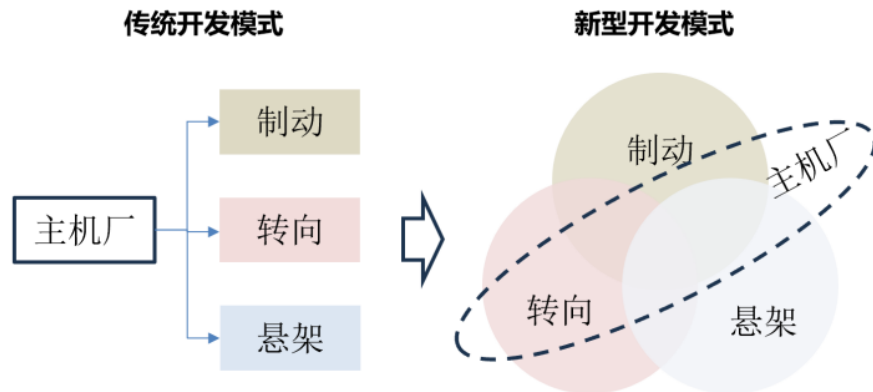 传统开发模式
主机厂
制动
转向
悬架
新型开发模式
制动
主机厂
转向
悬架